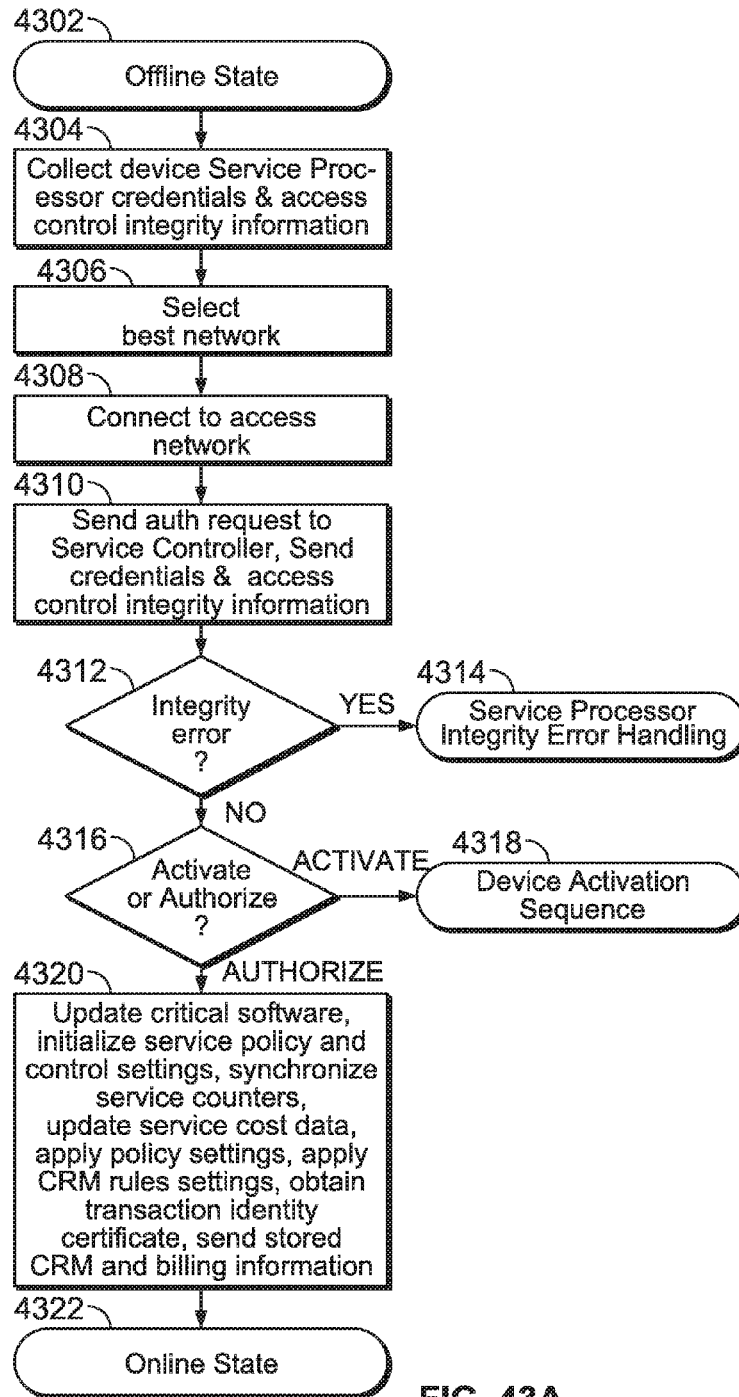 4302
Offline State
4304
Collect device Service Proc-
essor credentials & access
control integrity information
4306
Select
best network
4308
Connect to access
network
4310
Send auth request to
Service Controller, Send
credentials & access
control integrity information
4312
Integrity
error
?
YES
4314
Service Processor
Integrity Error Handling
NO
4316
Activate
or Authorize
?
ACTIVATE
4318
Device Activation
Sequence
AUTHORIZE
4320
Update critical software,
initialize service policy and
control settings, synchronize
service counters,
update service cost data,
apply policy settings, apply
CRM rules settings, obtain
transaction identity
certificate, send stored
CRM and billing information
4322
Online State
FIG. 43A